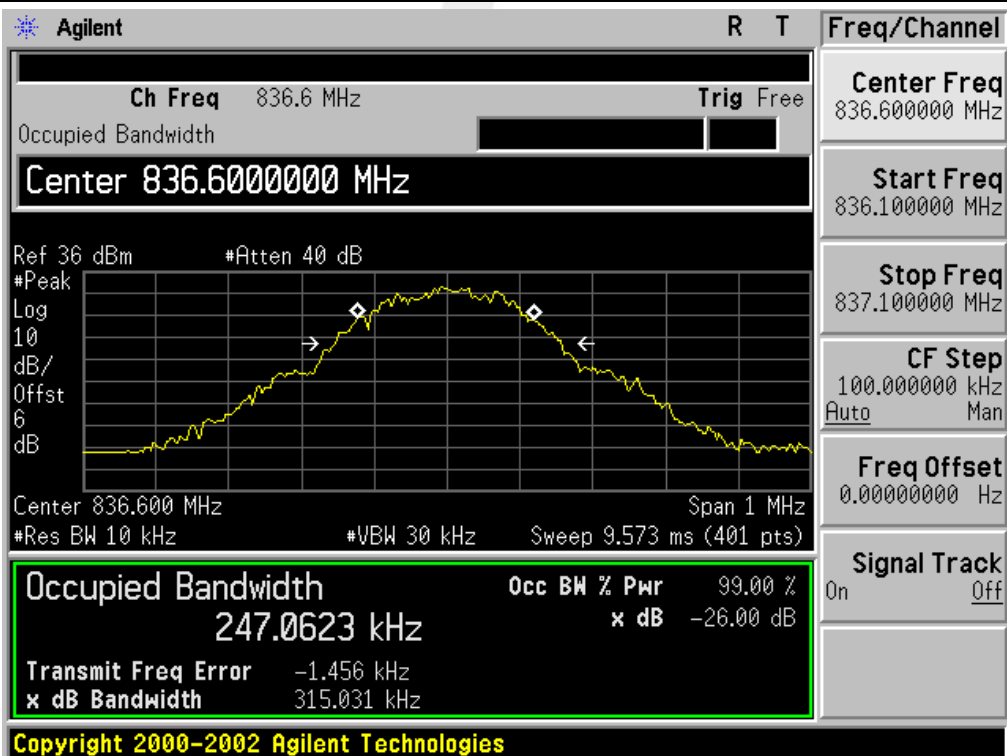 Agilent R T
Ch Freq 836.6 MHz Trig Free
Occupied Bandwidth
Center 836.6000000 MHz
Ref 36 dBm #Atten 40 dB
#Peak
Log
10
dB/
Offst
6
dB
Center 836.600 MHz Span 1 MHz
#Res BW 10 kHz #VBW 30 kHz Sweep 9.573 ms (401 pts)
Occupied Bandwidth Occ BW % Pwr 99.00 %
247.0623 kHz x dB -26.00 dB
Transmit Freq Error -1.456 kHz
x dB Bandwidth 315.031 kHz
Copyright 2000-2002 Agilent Technologies
Freq/Channel
Center Freq
836.600000 MHz
Start Freq
836.100000 MHz
Stop Freq
837.100000 MHz
CF Step
100.000000 kHz
Auto Man
Freq Offset
0.00000000 Hz
Signal Track
On Off